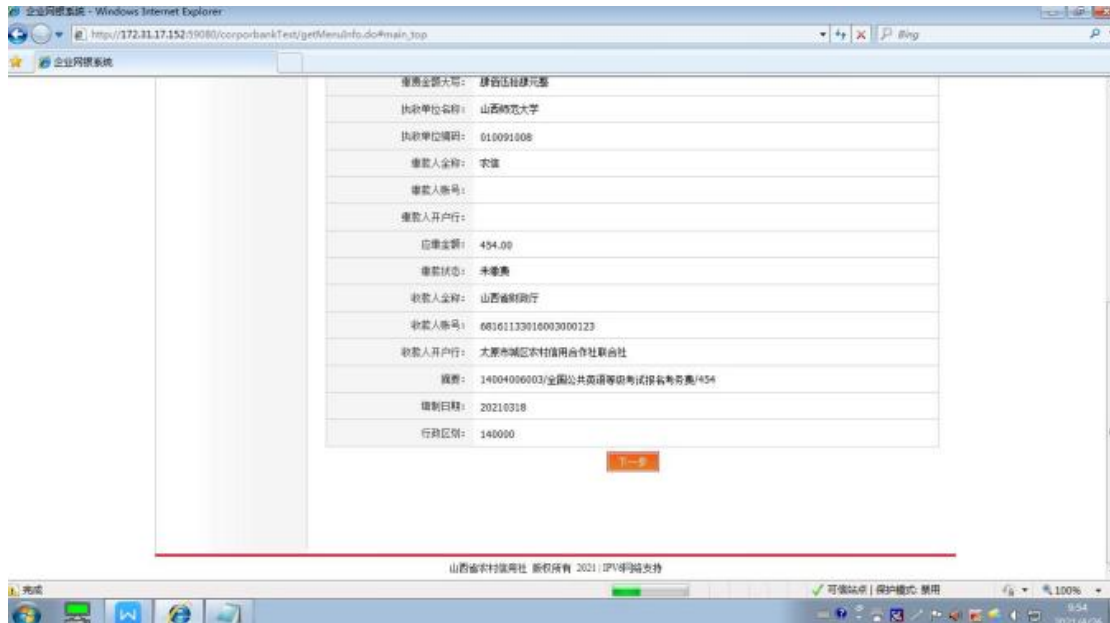 企业网银系统 - Windows Internet Explorer
http://172.31.17.152:59080/corporbankTest/getMenuInfo.do#main_top
Bing
企业网银系统
缴费金额大写： 肆佰伍拾肆元整
执收单位名称： 山西师范大学
执收单位编码： 010091008
缴款人全称： 农信
缴款人账号：
缴款人开户行：
应缴金额： 454.00
缴款状态： 未缴费
收款人全称： 山西省财政厅
收款人账号： 68161133016003000123
收款人开户行： 太原市城区农村信用合作社联合社
摘要： 14004006003/全国公共英语等级考试报名考务费/454
填制日期： 20210318
行政区划： 140000
下一步
山西省农村信用社 版权所有 2021 | IPV6网络支持
完成
可信站点 | 保护模式: 禁用
100%
9:54